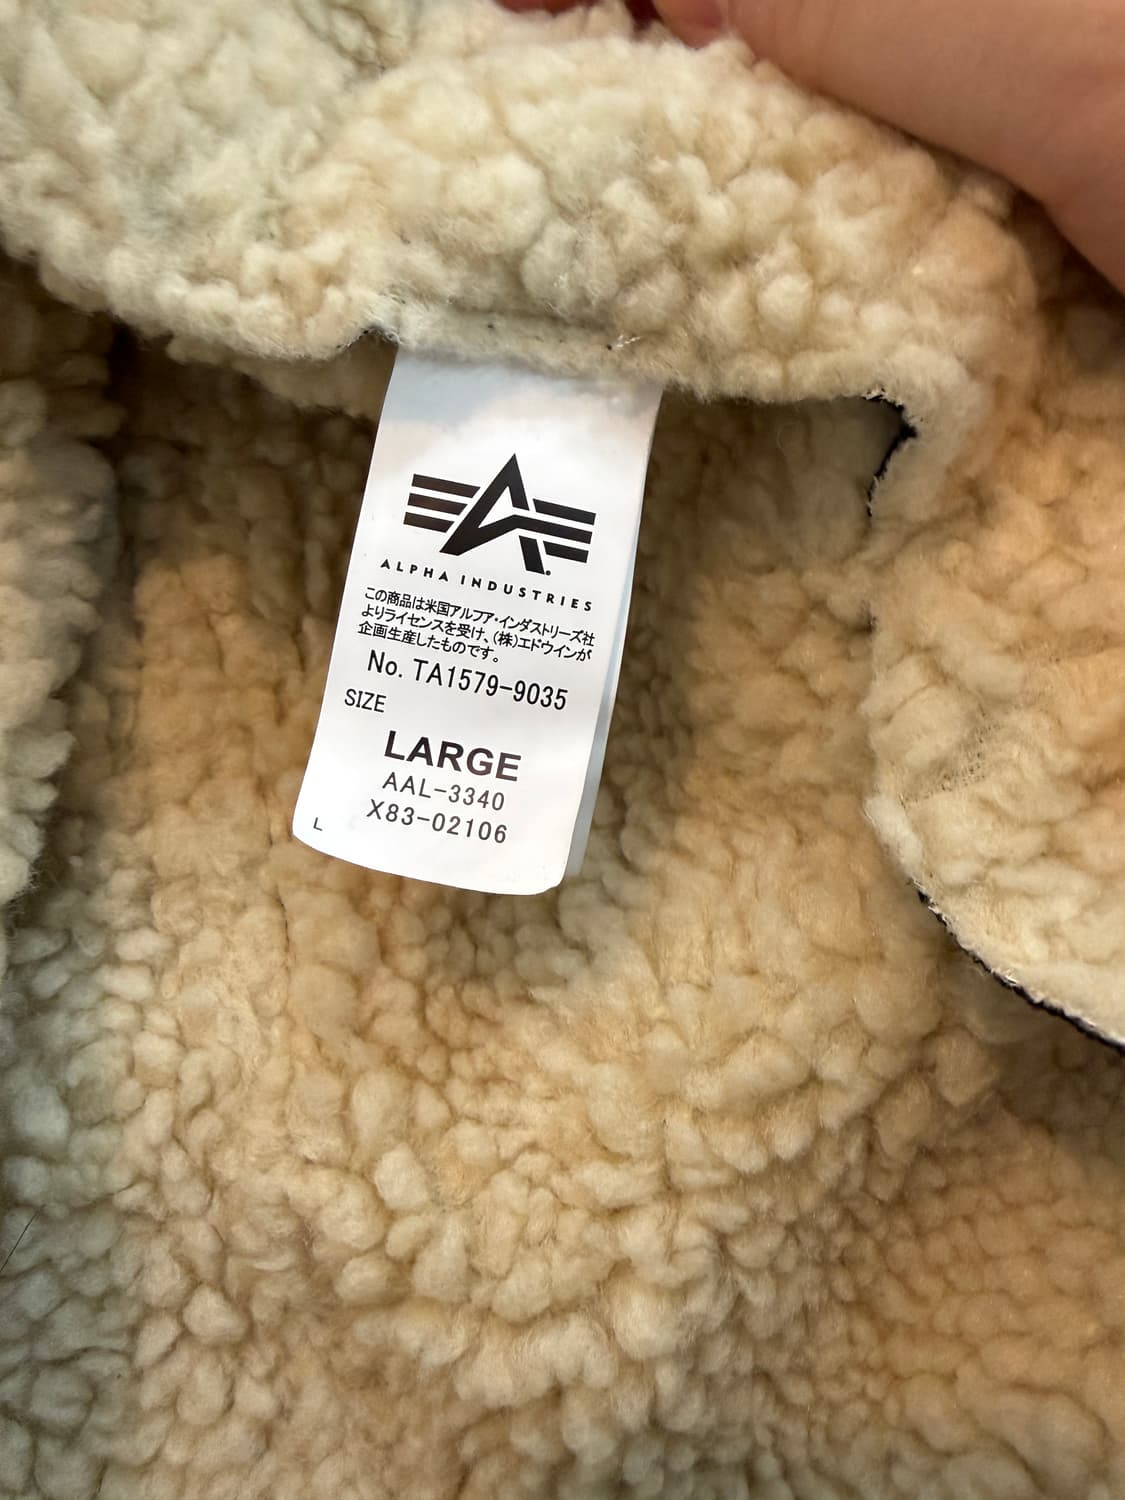 ALPHA INDUSTRIES
この商品は米国アルファ・インダストリーズ社
よりライセンスを受け、(株)エドウインが
企画生産したものです。
No. TA1579-9035
SIZE
LARGE
AAL-3340
X83-02106
L